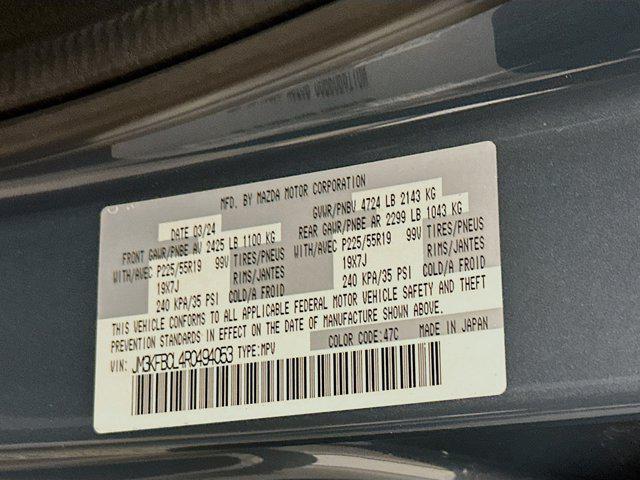 MFD. BY MAZDA MOTOR CORPORATION
DATE 03/24
GVWR/PNBV 4724 LB 2143 KG
FRONT GAWR/PNBE AV 2425 LB 1100 KG
REAR GAWR/PNBE AR 2299 LB 1043 KG
WITH/AVEC P225/55R19 99V TIRES/PNEUS
WITH/AVEC P225/55R19 99V TIRES/PNEUS
19X7J RIMS/JANTES
19X7J RIMS/JANTES
240 KPA/35 PSI COLD/A FROID
240 KPA/35 PSI COLD/A FROID
THIS VEHICLE CONFORMS TO ALL APPLICABLE FEDERAL MOTOR VEHICLE SAFETY AND THEFT
PREVENTION STANDARDS IN EFFECT ON THE DATE OF MANUFACTURE SHOWN ABOVE.
VIN: JM3KFBCL4R0494053 TYPE:MPV
COLOR CODE:47C MADE IN JAPAN